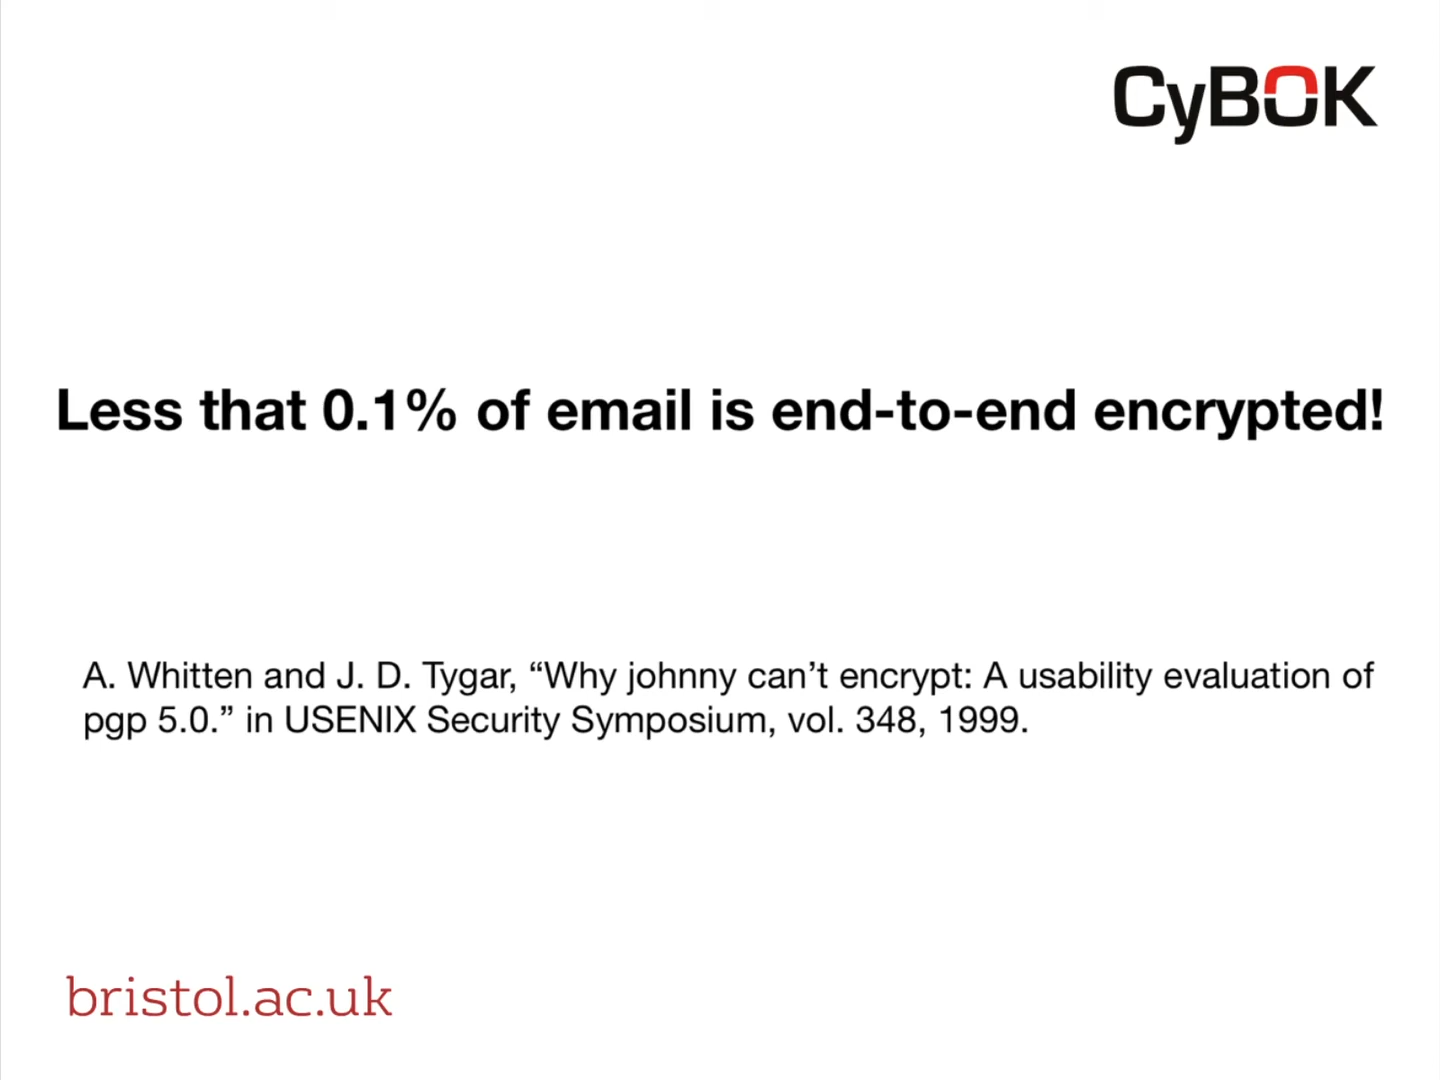 CyBOK
Less that 0.1% of email is end-to-end encrypted!
A. Whitten and J. D. Tygar, “Why johnny can’t encrypt: A usability evaluation of
pgp 5.0.” in USENIX Security Symposium, vol. 348, 1999.
bristol.ac.uk